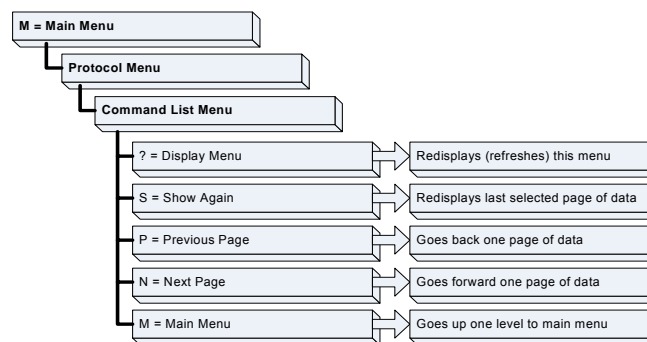 M = Main Menu
Protocol Menu
Command List Menu
? = Display Menu
Redisplays (refreshes) this menu
S = Show Again
Redisplays last selected page of data
P = Previous Page
Goes back one page of data
N = Next Page
Goes forward one page of data
M = Main Menu
Goes up one level to main menu